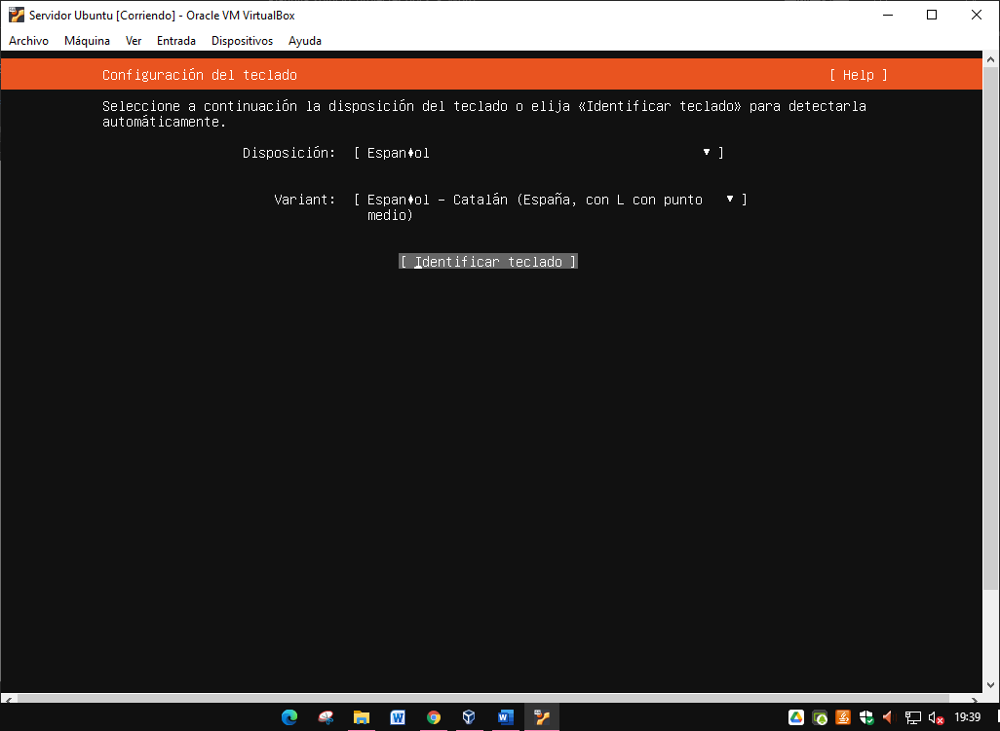 Servidor Ubuntu [Corriendo] - Oracle VM VirtualBox
Archivo Máquina Ver Entrada Dispositivos Ayuda
Configuración del teclado [ Help ]
Seleccione a continuación la disposición del teclado o elija «Identificar teclado» para detectarla
automáticamente.
Disposición: [ Espan♦ol ▼ ]
Variant: [ Espan♦ol - Catalán (España, con L con punto ▼ ]
medio)
[ Identificar teclado ]
19:39